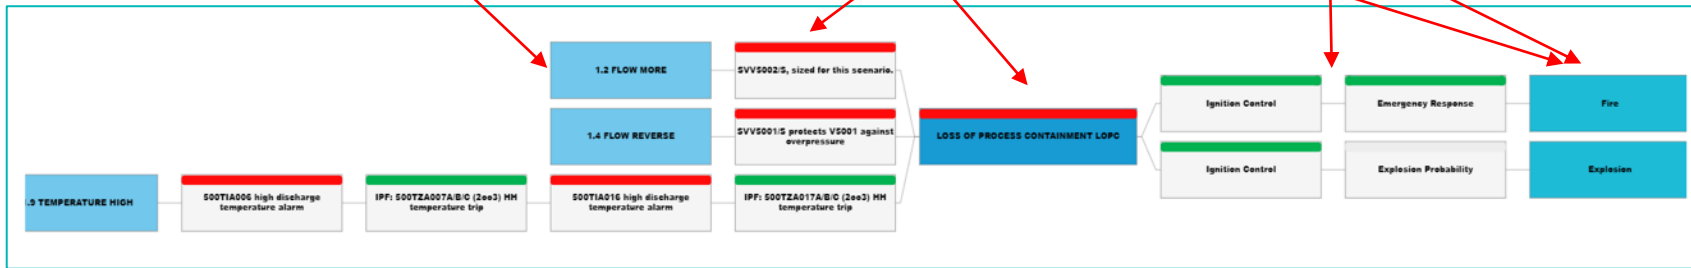 1.2 FLOW MORE
SVV5002/S, sized for this scenario.
Ignition Control
Emergency Response
Fire
1.4 FLOW REVERSE
SVV5001/S protects V5001 against
overpressure
LOSS OF PROCESS CONTAINMENT LOPC
.9 TEMPERATURE HIGH
500TIA006 high discharge
temperature alarm
IPF: 500TZA007A/B/C (2oo3) HH
temperature trip
500TIA016 high discharge
temperature alarm
IPF: 500TZA017A/B/C (2oo3) HH
temperature trip
Ignition Control
Explosion Probability
Explosion